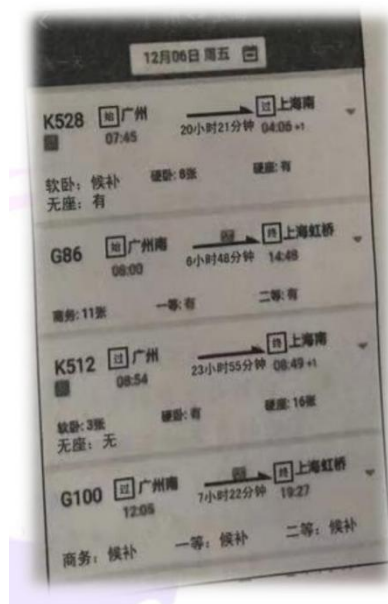 12月06日 周五
K528 始 广州 过 上海南
07:45 20小时21分钟 04:06 +1
软卧：候补 硬卧：8张 硬座：有
无座：有
G86 始 广州南 终 上海虹桥
08:00 6小时48分钟 14:48
商务：11张 一等：有 二等：有
K512 过 广州 终 上海南
08:54 23小时55分钟 08:49 +1
软卧：3张 硬卧：有 硬座：16张
无座：无
G100 过 广州南 终 上海虹桥
12:05 7小时22分钟 19:27
商务：候补 一等：候补 二等：候补